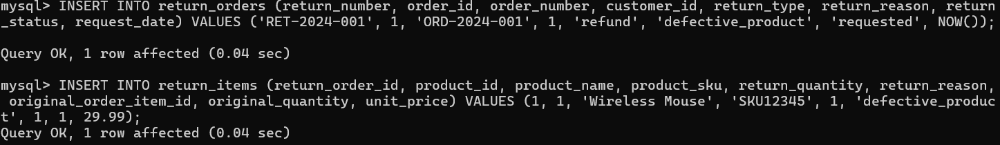 mysql> INSERT INTO return_orders (return_number, order_id, order_number, customer_id, return_type, return_reason, return
_status, request_date) VALUES ('RET-2024-001', 1, 'ORD-2024-001', 1, 'refund', 'defective_product', 'requested', NOW());
Query OK, 1 row affected (0.04 sec)
mysql> INSERT INTO return_items (return_order_id, product_id, product_name, product_sku, return_quantity, return_reason,
 original_order_item_id, original_quantity, unit_price) VALUES (1, 1, 'Wireless Mouse', 'SKU12345', 1, 'defective_produc
t', 1, 1, 29.99);
Query OK, 1 row affected (0.04 sec)